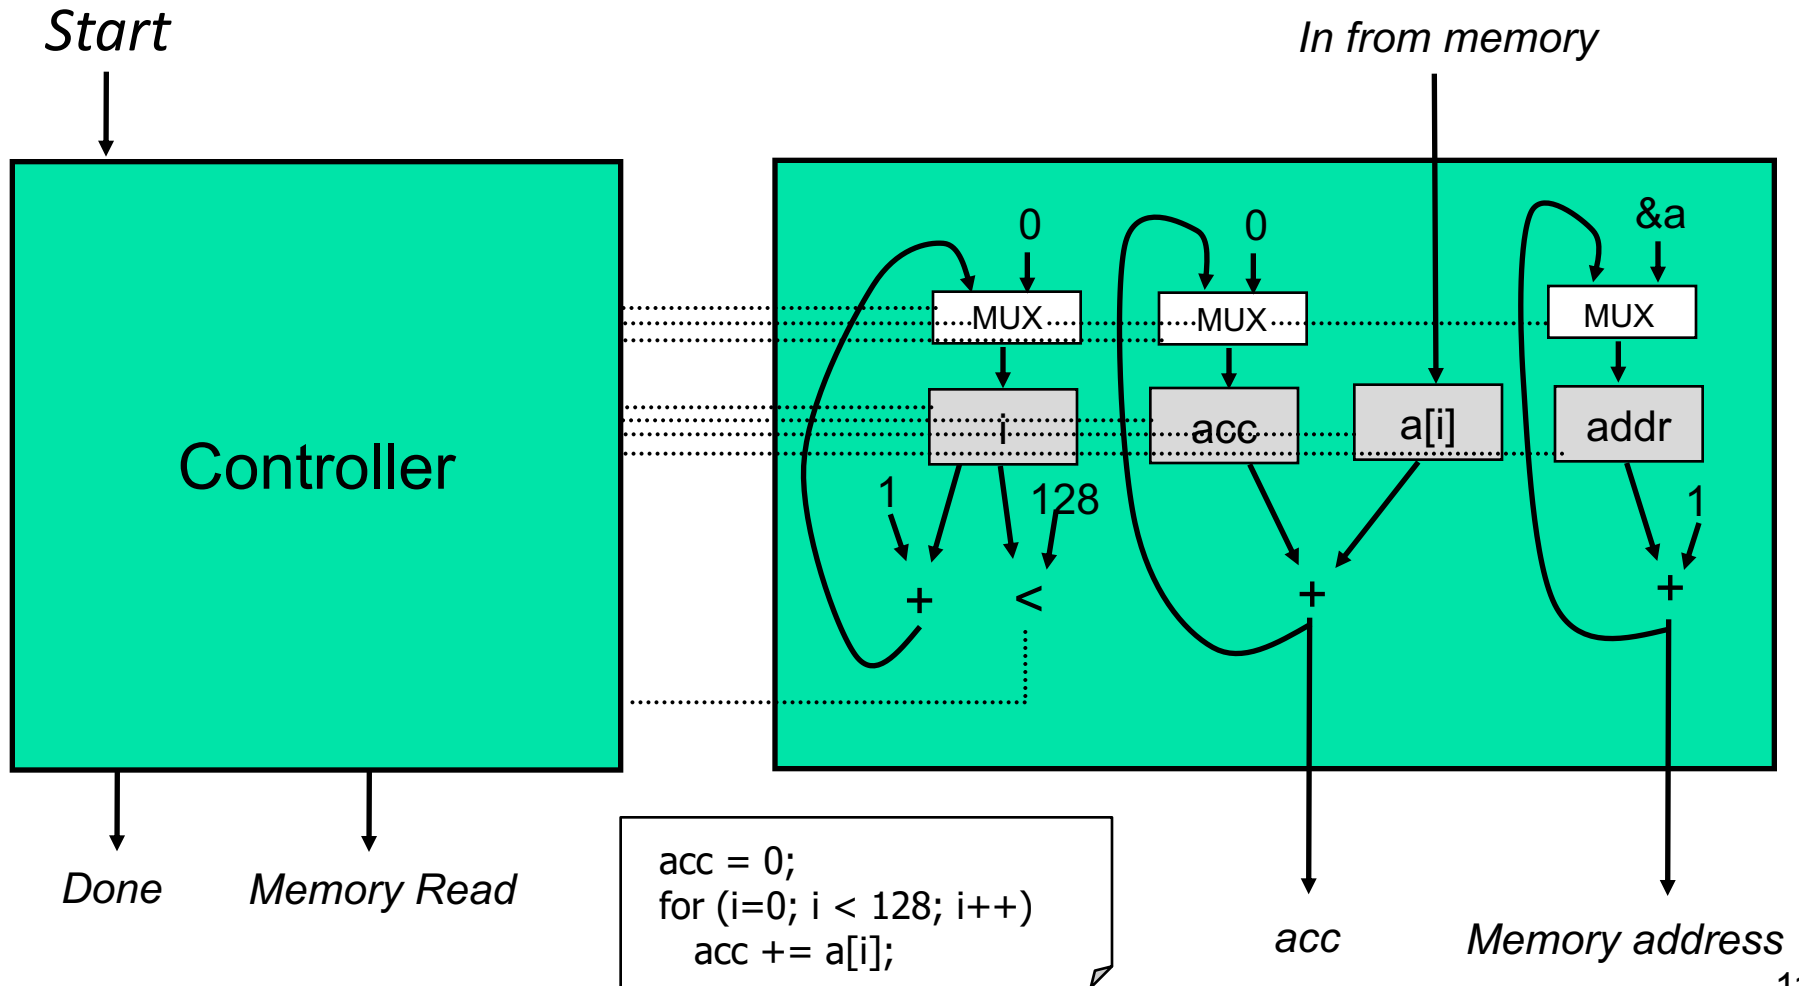 Start
In from memory
0
0
&a
MUX
MUX
MUX
Controller
i
acc
a[i]
addr
1
128
1
+
<
+
+
Done
Memory Read
acc = 0;
for (i=0; i < 128; i++)
acc += a[i];
acc
Memory address